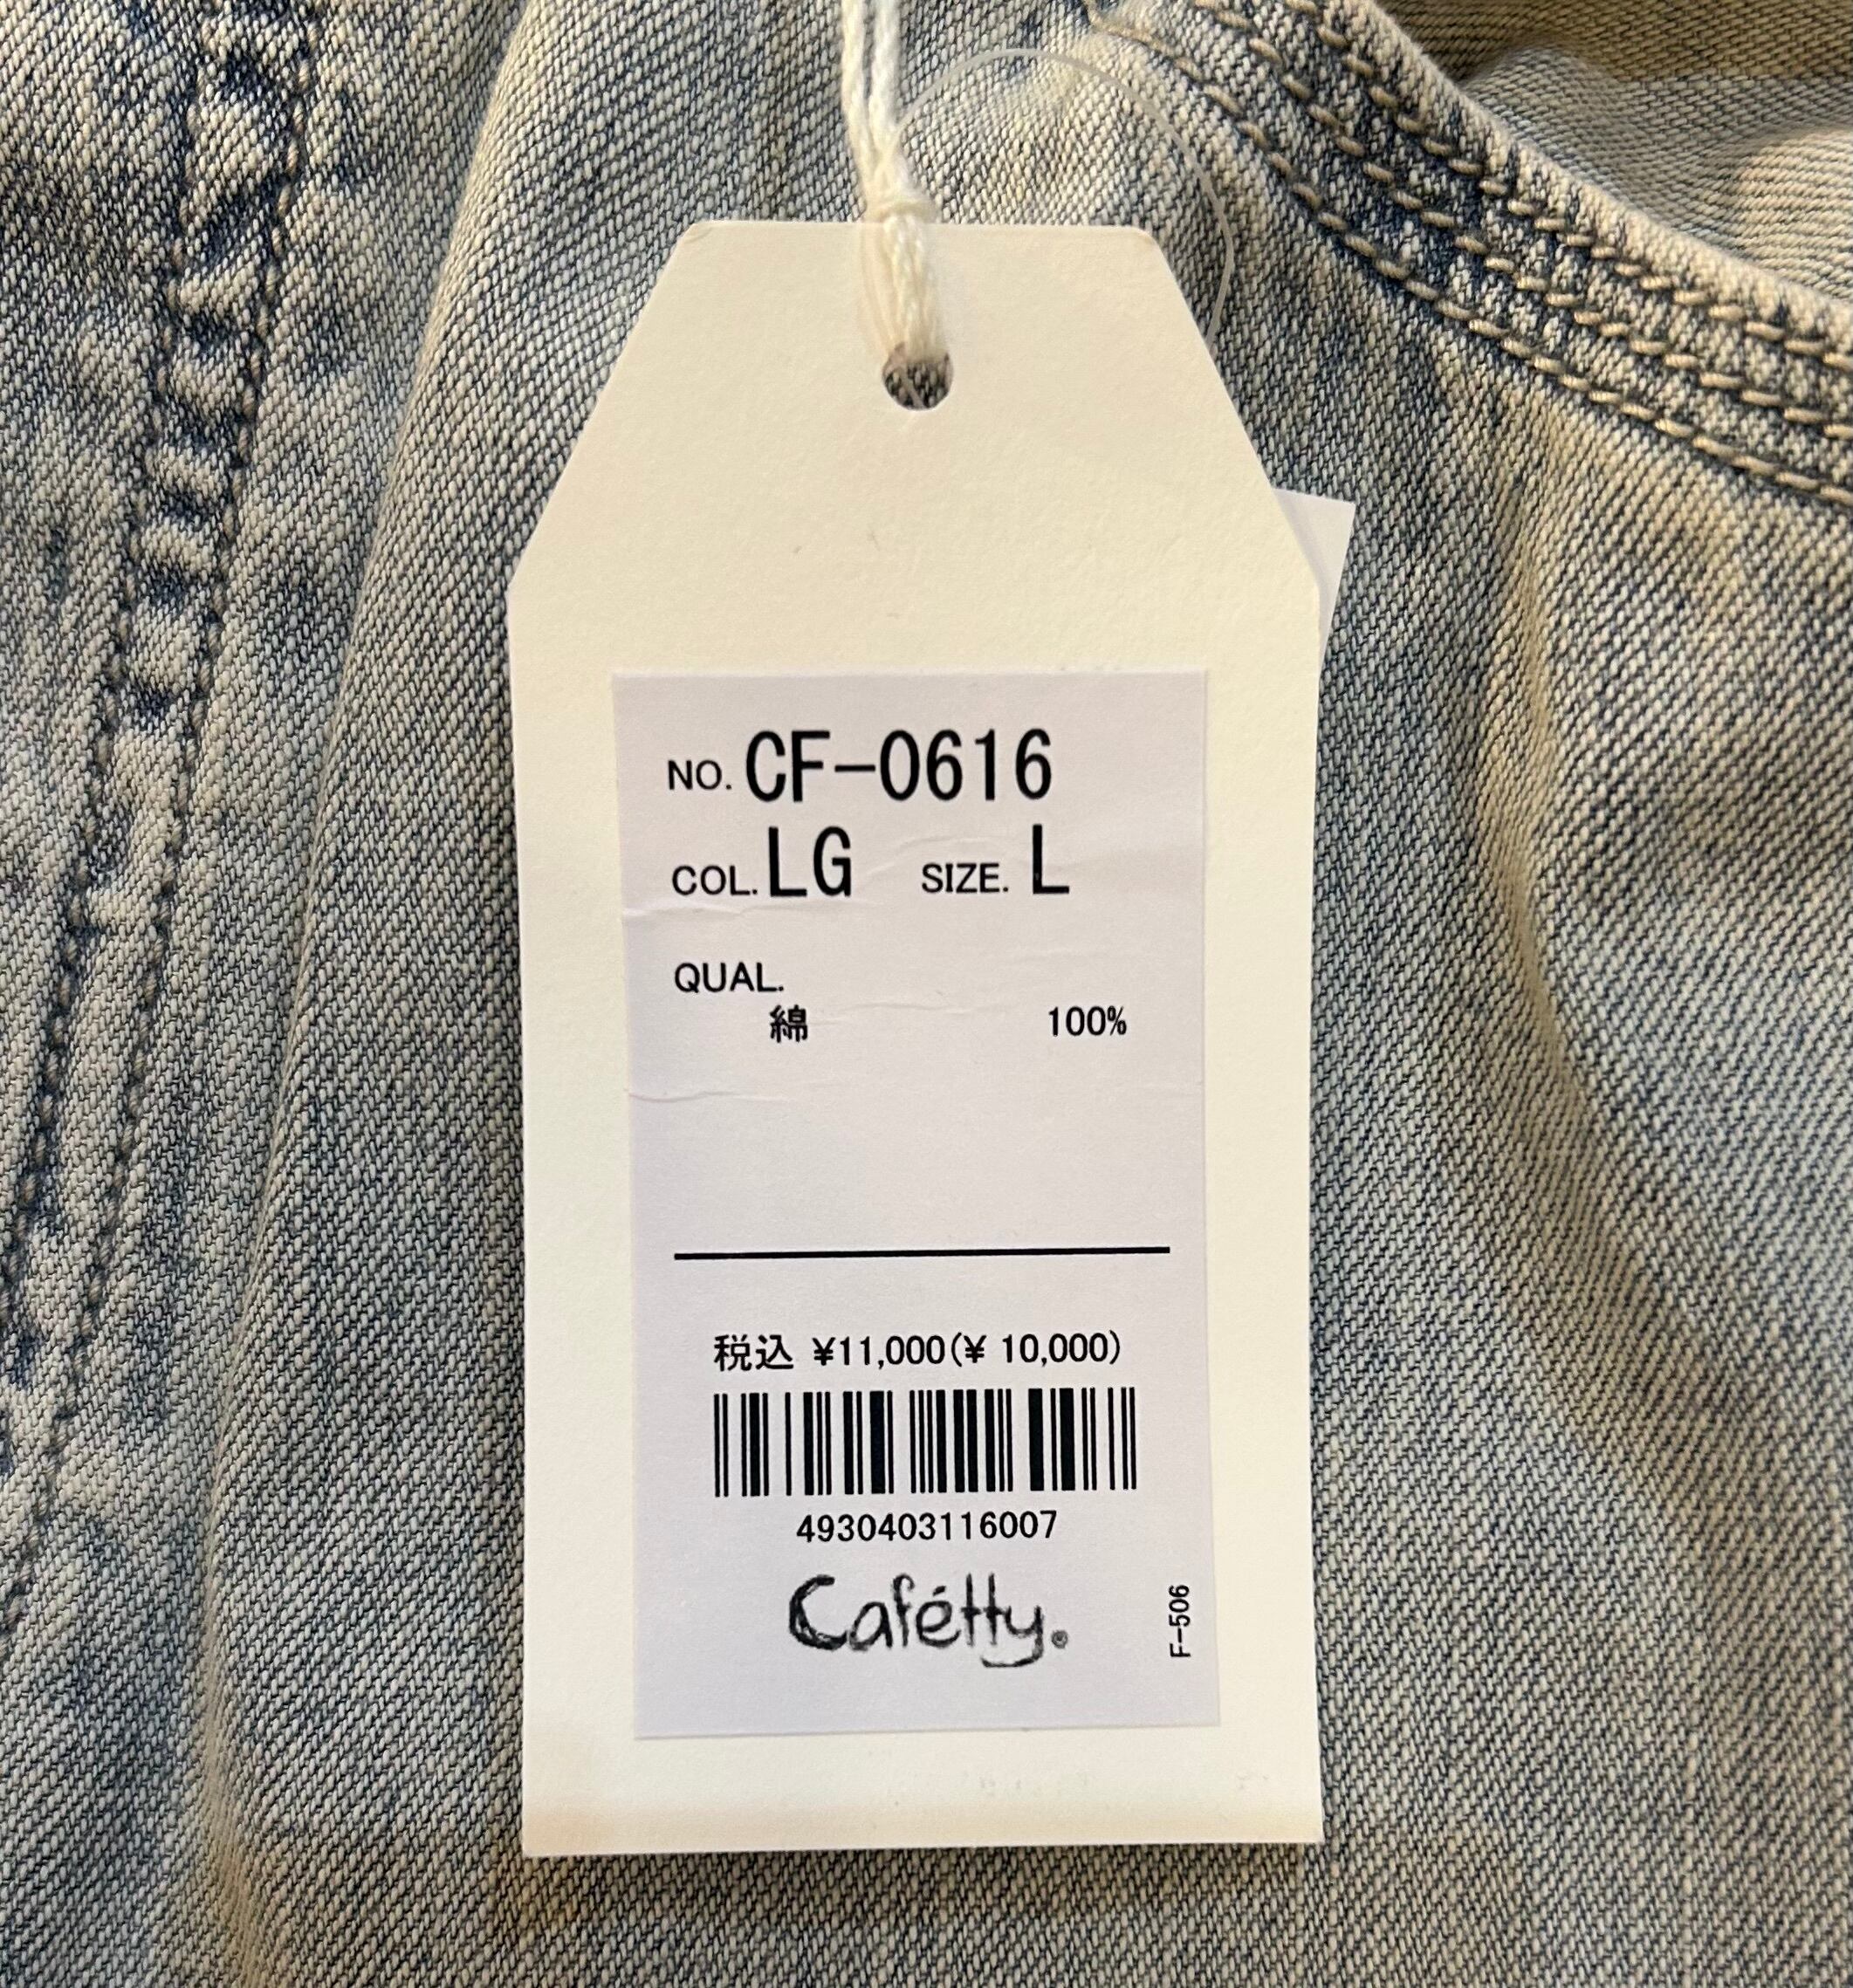 NO. CF-0616
COL. LG SIZE. L
QUAL.
綿 100%
税込 ¥11,000(¥ 10,000)
4930403116007
Cafétty.
F-506